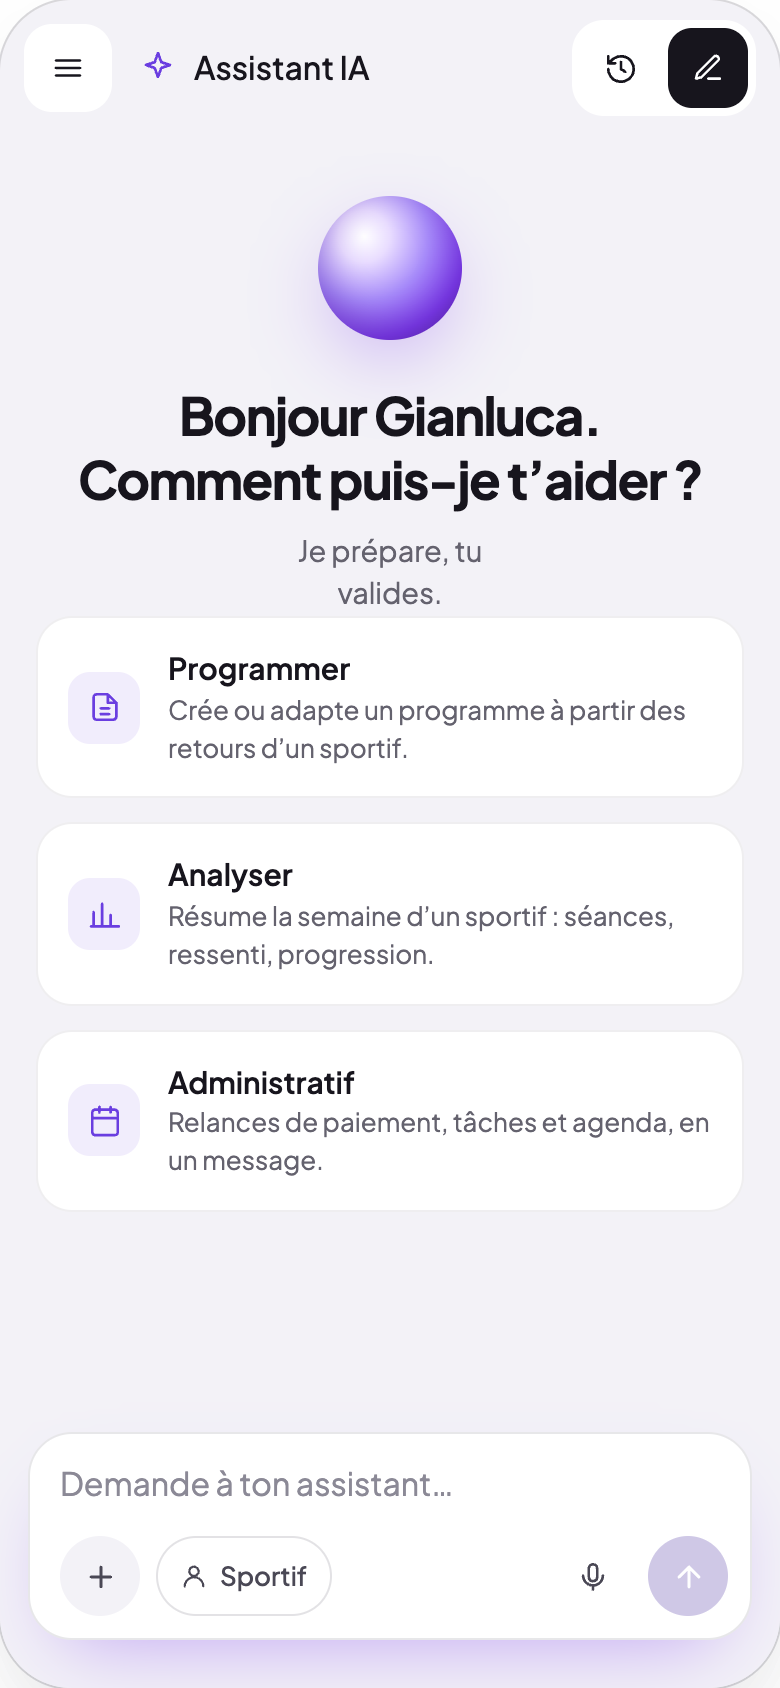 Assistant IA
Bonjour Gianluca.
Comment puis-je t’aider ?
Je prépare, tu
valides.
Programmer
Crée ou adapte un programme à partir des
retours d’un sportif.
Analyser
Résume la semaine d’un sportif : séances,
ressenti, progression.
Administratif
Relances de paiement, tâches et agenda, en
un message.
Demande à ton assistant…
Sportif